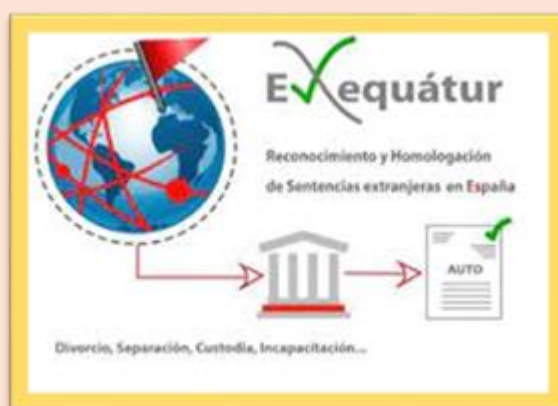 Exequátur
Reconocimiento y Homologación
de Sentencias extranjeras en España
AUTO
Divorcio, Separación, Custodia, Incapacitación...